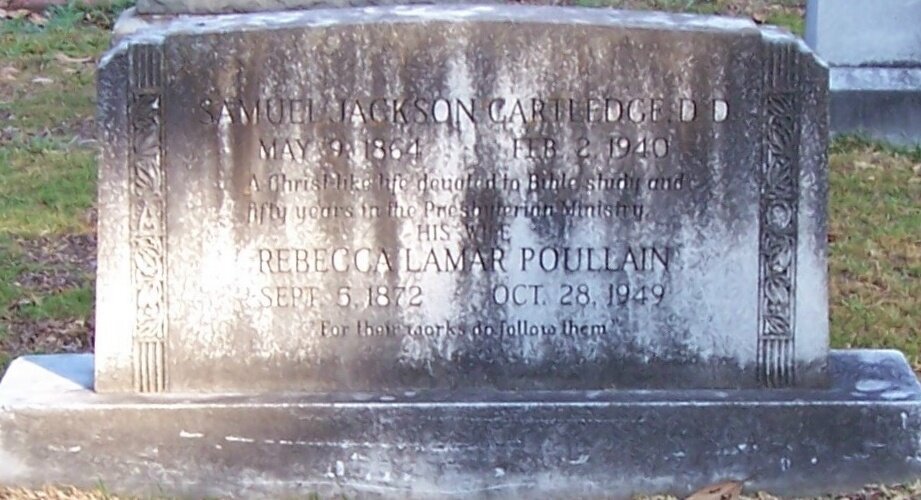 SAMUEL JACKSON CARTLEDGE, D D
MAY 9, 1864 FEB. 2, 1940
A Christ like life devoted to Bible study and
fifty years in the Presbyterian Ministry.
HIS WIFE
REBECCA LAMAR POULLAIN
SEPT. 5, 1872 OCT. 28, 1949
"For their works do follow them"